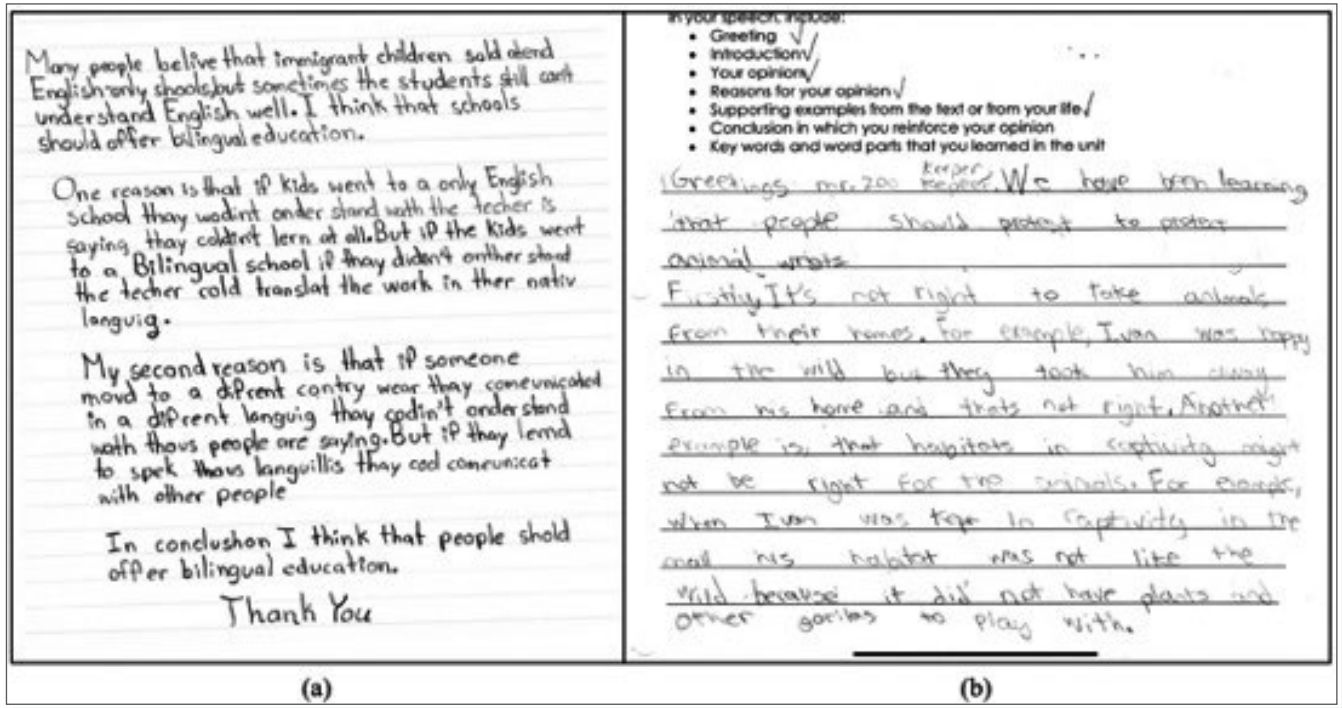 Many people belive that immigrant children sold atend
English only shools, but sometimes the students still can't
understand English well. I think that schools
should offer bilingual education.
One reason is that if kids went to a only English
school thay wodint onder stand wath the techer is
saying, thay coldint lern at all. But if the kids went
to a Bilingual school if thay didén't onther stand
the techer cold translat the work in ther nativ
languig.
My second reason is that if someone
movd to a difrent contry wear thay comeunicated
in a difrent languig thay codin't onder stand
wath thous people are saying. But if thay lernd
to spek thous languillis thay cod comeunicat
with other people
In conclushon I think that people shold
offer bilingual education.
Thank You
(a)
In your speech, include:
• Greeting ✓
• Introduction ✓
• Your opinion ✓
• Reasons for your opinion ✓
• Supporting examples from the text or from your life ✓
• Conclusion in which you reinforce your opinion
• Key words and word parts that you learned in the unit
Keeper
Greetings mr. zoo We have been learning
that people should protest to protect
animal wrists
Firstly, It's not right to take animals
from their homes. For example, Ivan was happy
in the wild but they took him away
from his home and thats not right. Another
example is, that habitats in captivity might
not be right for the animals. For example,
when Ivan was kept in captivity in the
mall his habitat was not like the
wild because it did not have plants and
other gorilas to play with.
(b)